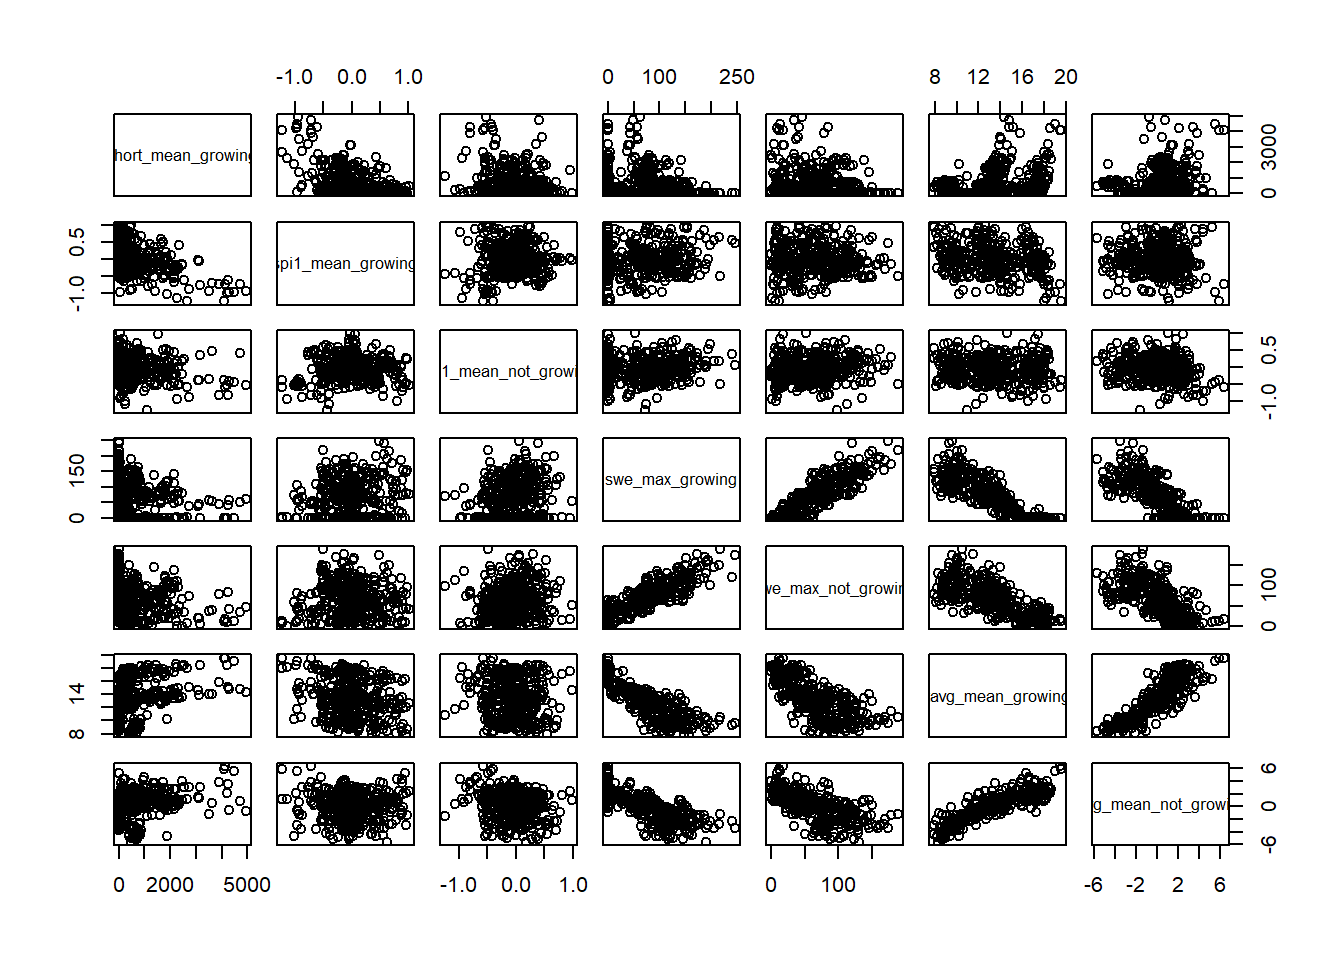 -1.0 0.0 1.0 0 100 250 8 12 16 20
hort_mean_growing
0 3000
-1.0 0.5
spi1_mean_growing
1_mean_not_growi
-1.0 0.5
0 150
swe_max_growing
we_max_not_growin
0 100
8 14
avg_mean_growing
g_mean_not_growi
-6 0 6
0 2000 5000 -1.0 0.0 1.0 0 100 -6 -2 2 6